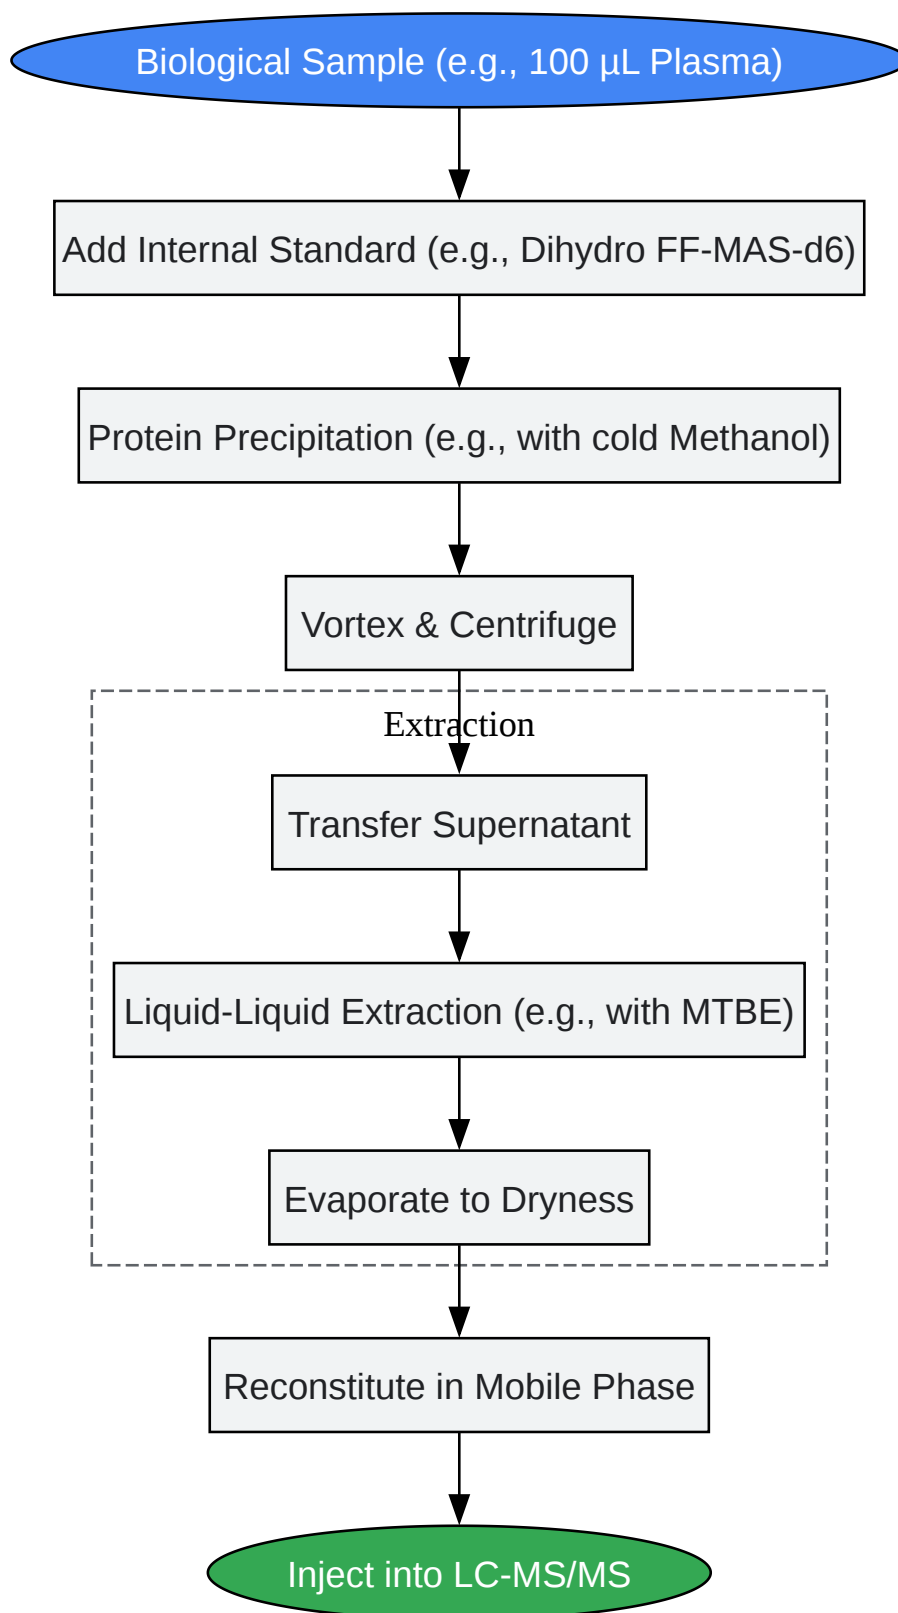 Biological Sample (e.g., 100 µL Plasma)
Add Internal Standard (e.g., Dihydro FF-MAS-d6)
Protein Precipitation (e.g., with cold Methanol)
Vortex & Centrifuge
Extraction
Transfer Supernatant
Liquid-Liquid Extraction (e.g., with MTBE)
Evaporate to Dryness
Reconstitute in Mobile Phase
Inject into LC-MS/MS